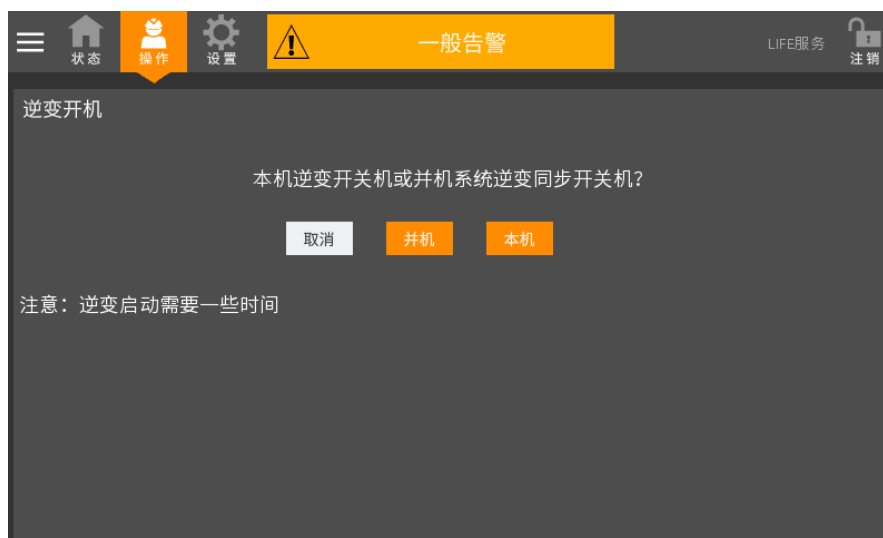 状态
操作
设置
一般告警
LIFE服务
注销
逆变开机
本机逆变开关机或并机系统逆变同步开关机？
取消
并机
本机
注意：逆变启动需要一些时间